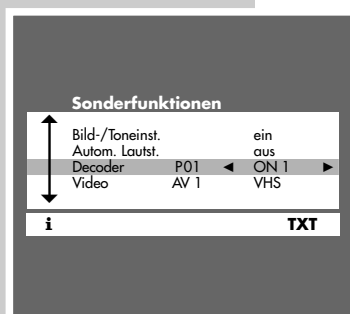 Sonderfunktionen
Bild-/Toneinst. ein
Autom. Lautst. aus
Decoder P01 ◄ ON 1 ►
Video AV 1 VHS
i TXT